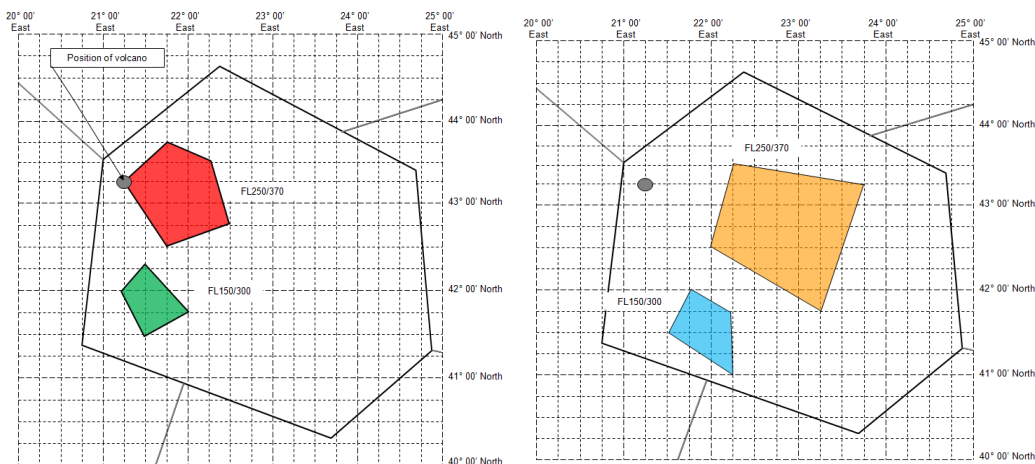 20° 00'
East
21° 00'
East
22° 00'
East
23° 00'
East
24° 00'
East
25° 00'
East
45° 00' North
Position of volcano
44° 00' North
FL250/370
43° 00' North
FL150/300
42° 00' North
41° 00' North
40° 00' North
20° 00'
East
21° 00'
East
22° 00'
East
23° 00'
East
24° 00'
East
25° 00'
East
45° 00' North
44° 00' North
FL250/370
43° 00' North
42° 00' North
FL150/300
41° 00' North
40° 00' North